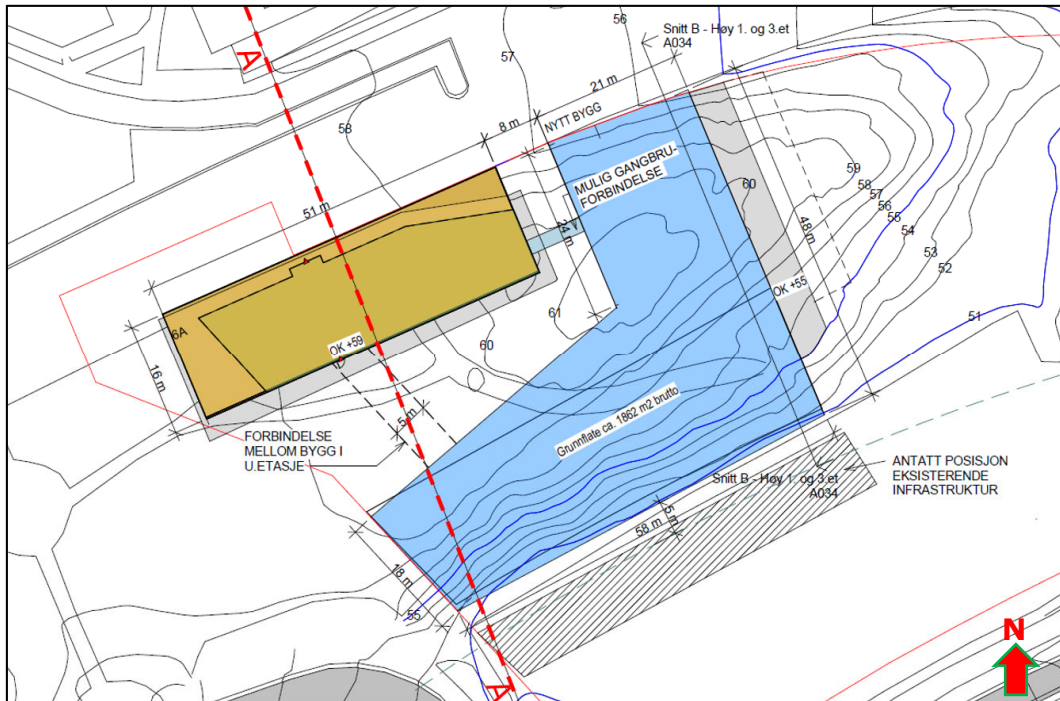 A
56
Snitt B - Høy 1. og 3.et
A034
57
21 m
58
8 m
NYTT BYGG
MULIG GANGBRU-
FORBINDELSE
59
58
57
56
55
54
53
52
51
60
51 m
24 m
48 m
OK +55
61
6A
OK +59
60
16 m
5 m
Grunnflate ca. 1862 m2 brutto
FORBINDELSE
MELLOM BYGG I
U.ETASJE
ANTATT POSISJON
EKSISTERENDE
INFRASTRUKTUR
Snitt B - Høy 1. og 3.et
A034
5 m
58 m
18 m
55
N
A